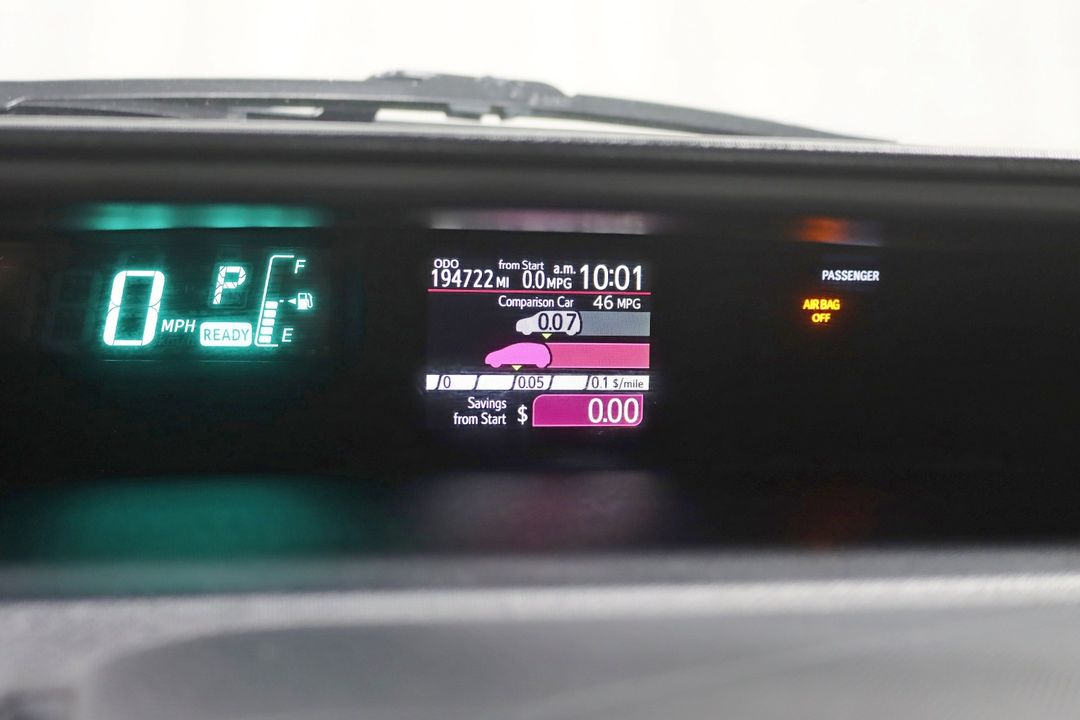 0 MPH
P
READY
F
E
ODO
194722 MI
from Start
0.0 MPG
a.m. 10:01
Comparison Car 46 MPG
0.07
0 0.05 0.1 $/mile
Savings
from Start $ 0.00
PASSENGER
AIR BAG
OFF